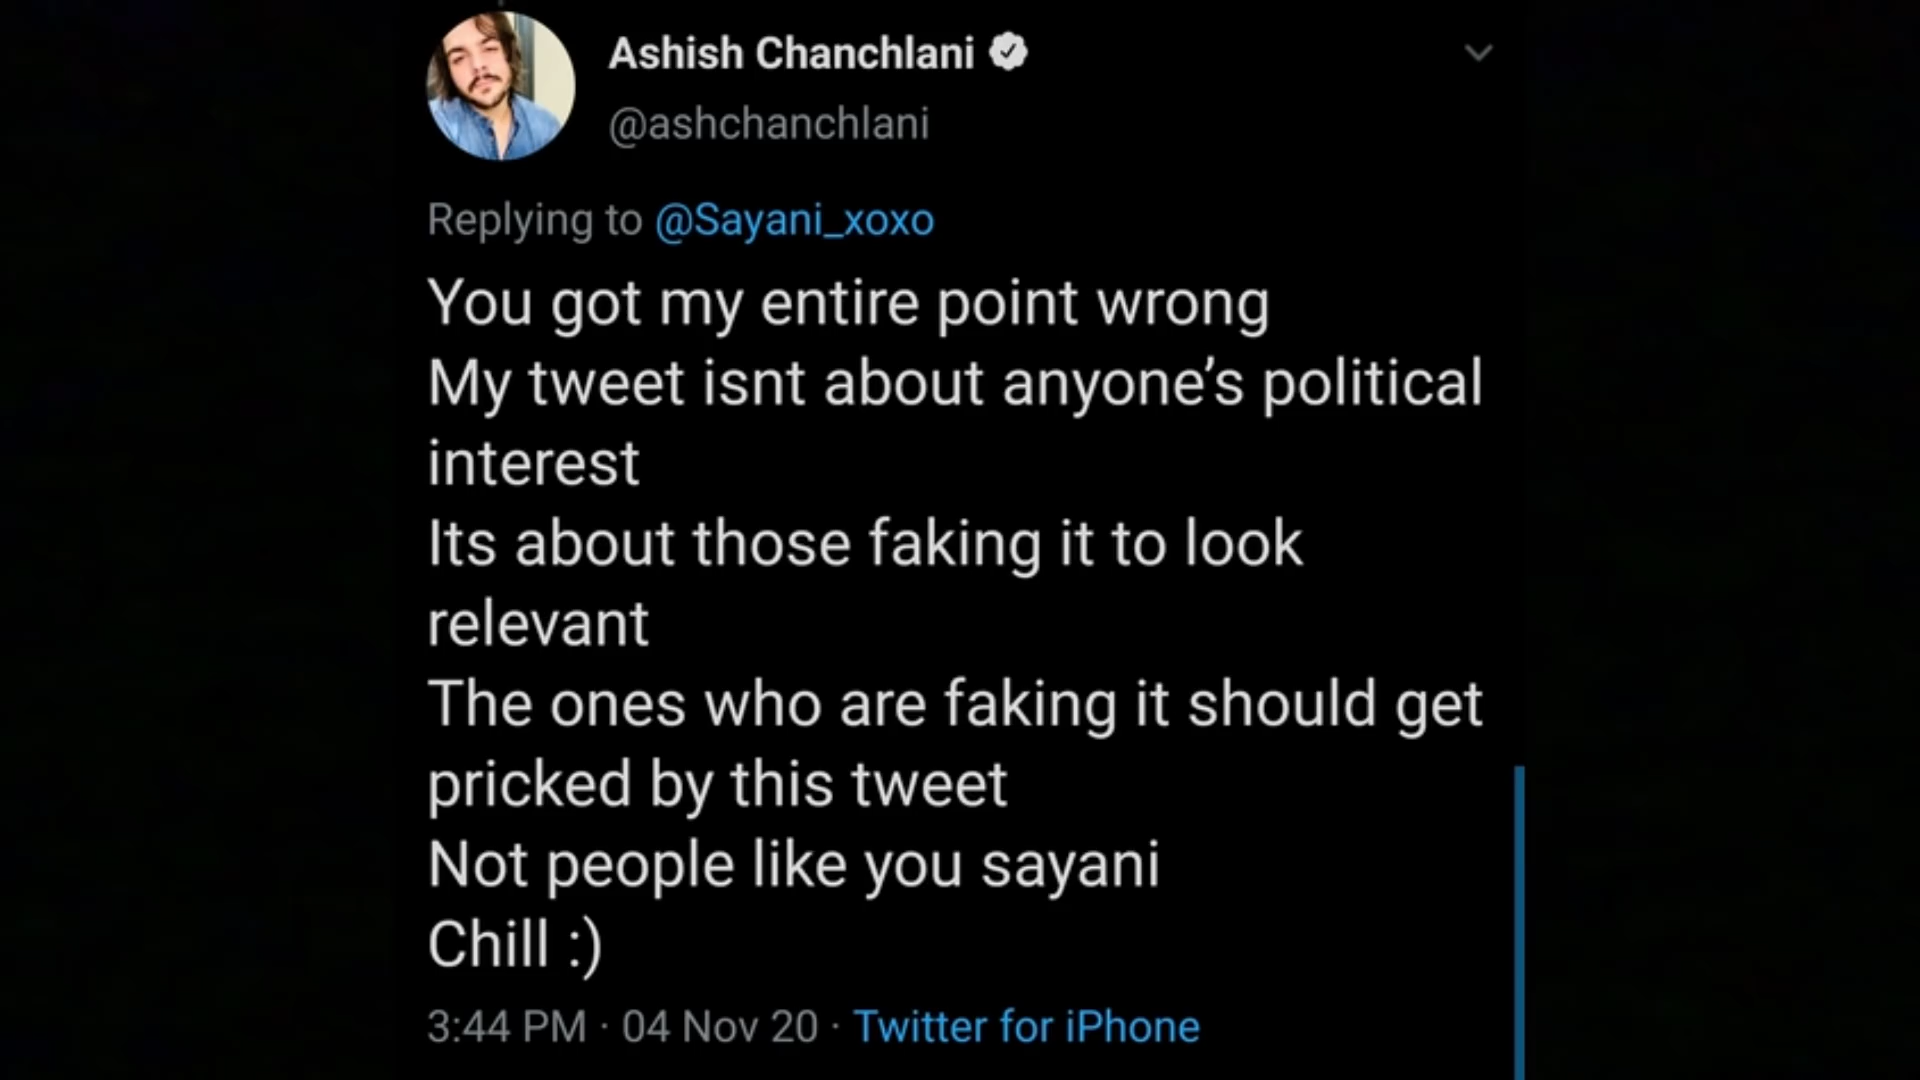 Ashish Chanchlani
@ashchanchlani
Replying to @Sayani_xoxo
You got my entire point wrong
My tweet isnt about anyone’s political
interest
Its about those faking it to look
relevant
The ones who are faking it should get
pricked by this tweet
Not people like you sayani
Chill :)
3:44 PM · 04 Nov 20 · Twitter for iPhone